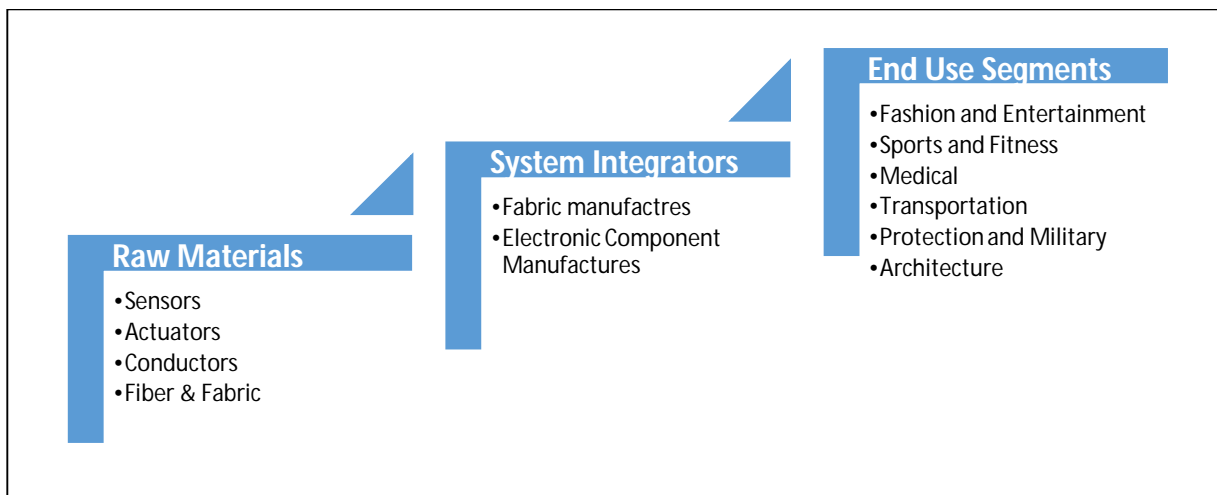 Raw Materials
•Sensors
•Actuators
•Conductors
•Fiber & Fabric
System Integrators
•Fabric manufactres
•Electronic Component
Manufactures
End Use Segments
•Fashion and Entertainment
•Sports and Fitness
•Medical
•Transportation
•Protection and Military
•Architecture